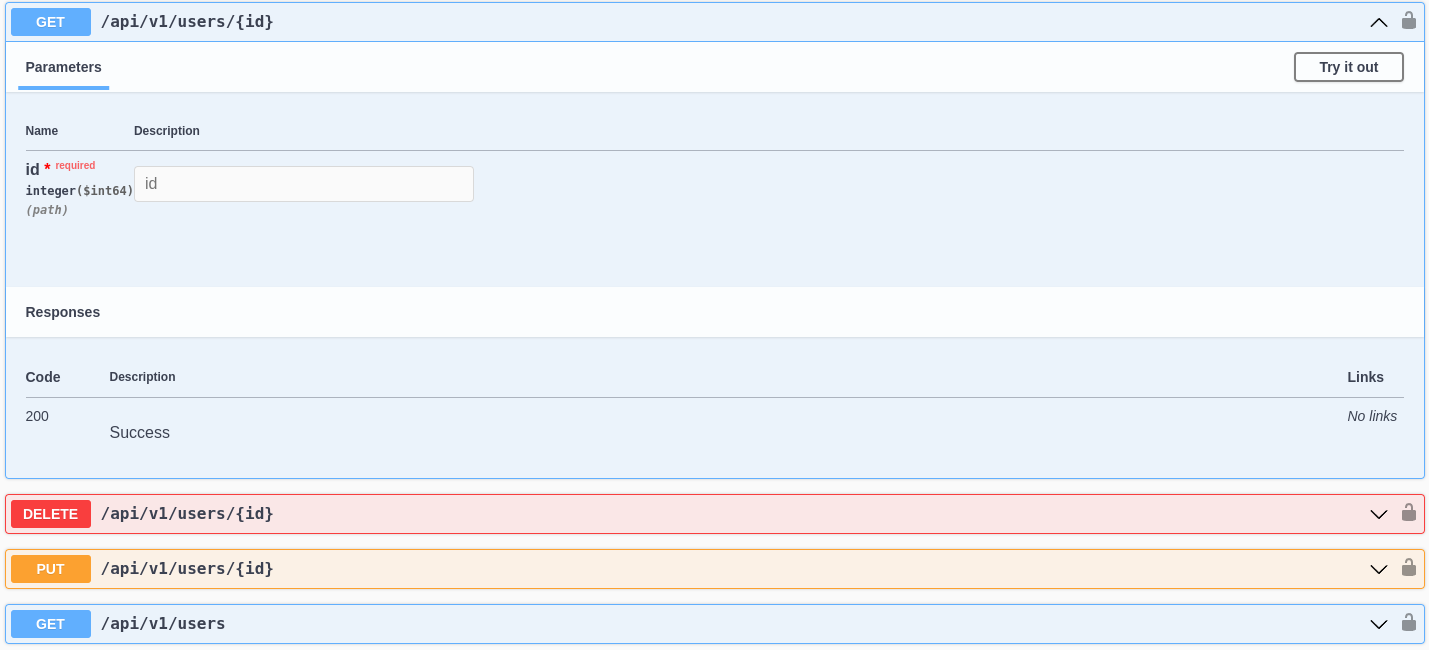 GET /api/v1/users/{id}
Parameters Try it out
Name Description
id * required
integer($int64) id
(path)
Responses
Code Description Links
200 No links
Success
DELETE /api/v1/users/{id}
PUT /api/v1/users/{id}
GET /api/v1/users